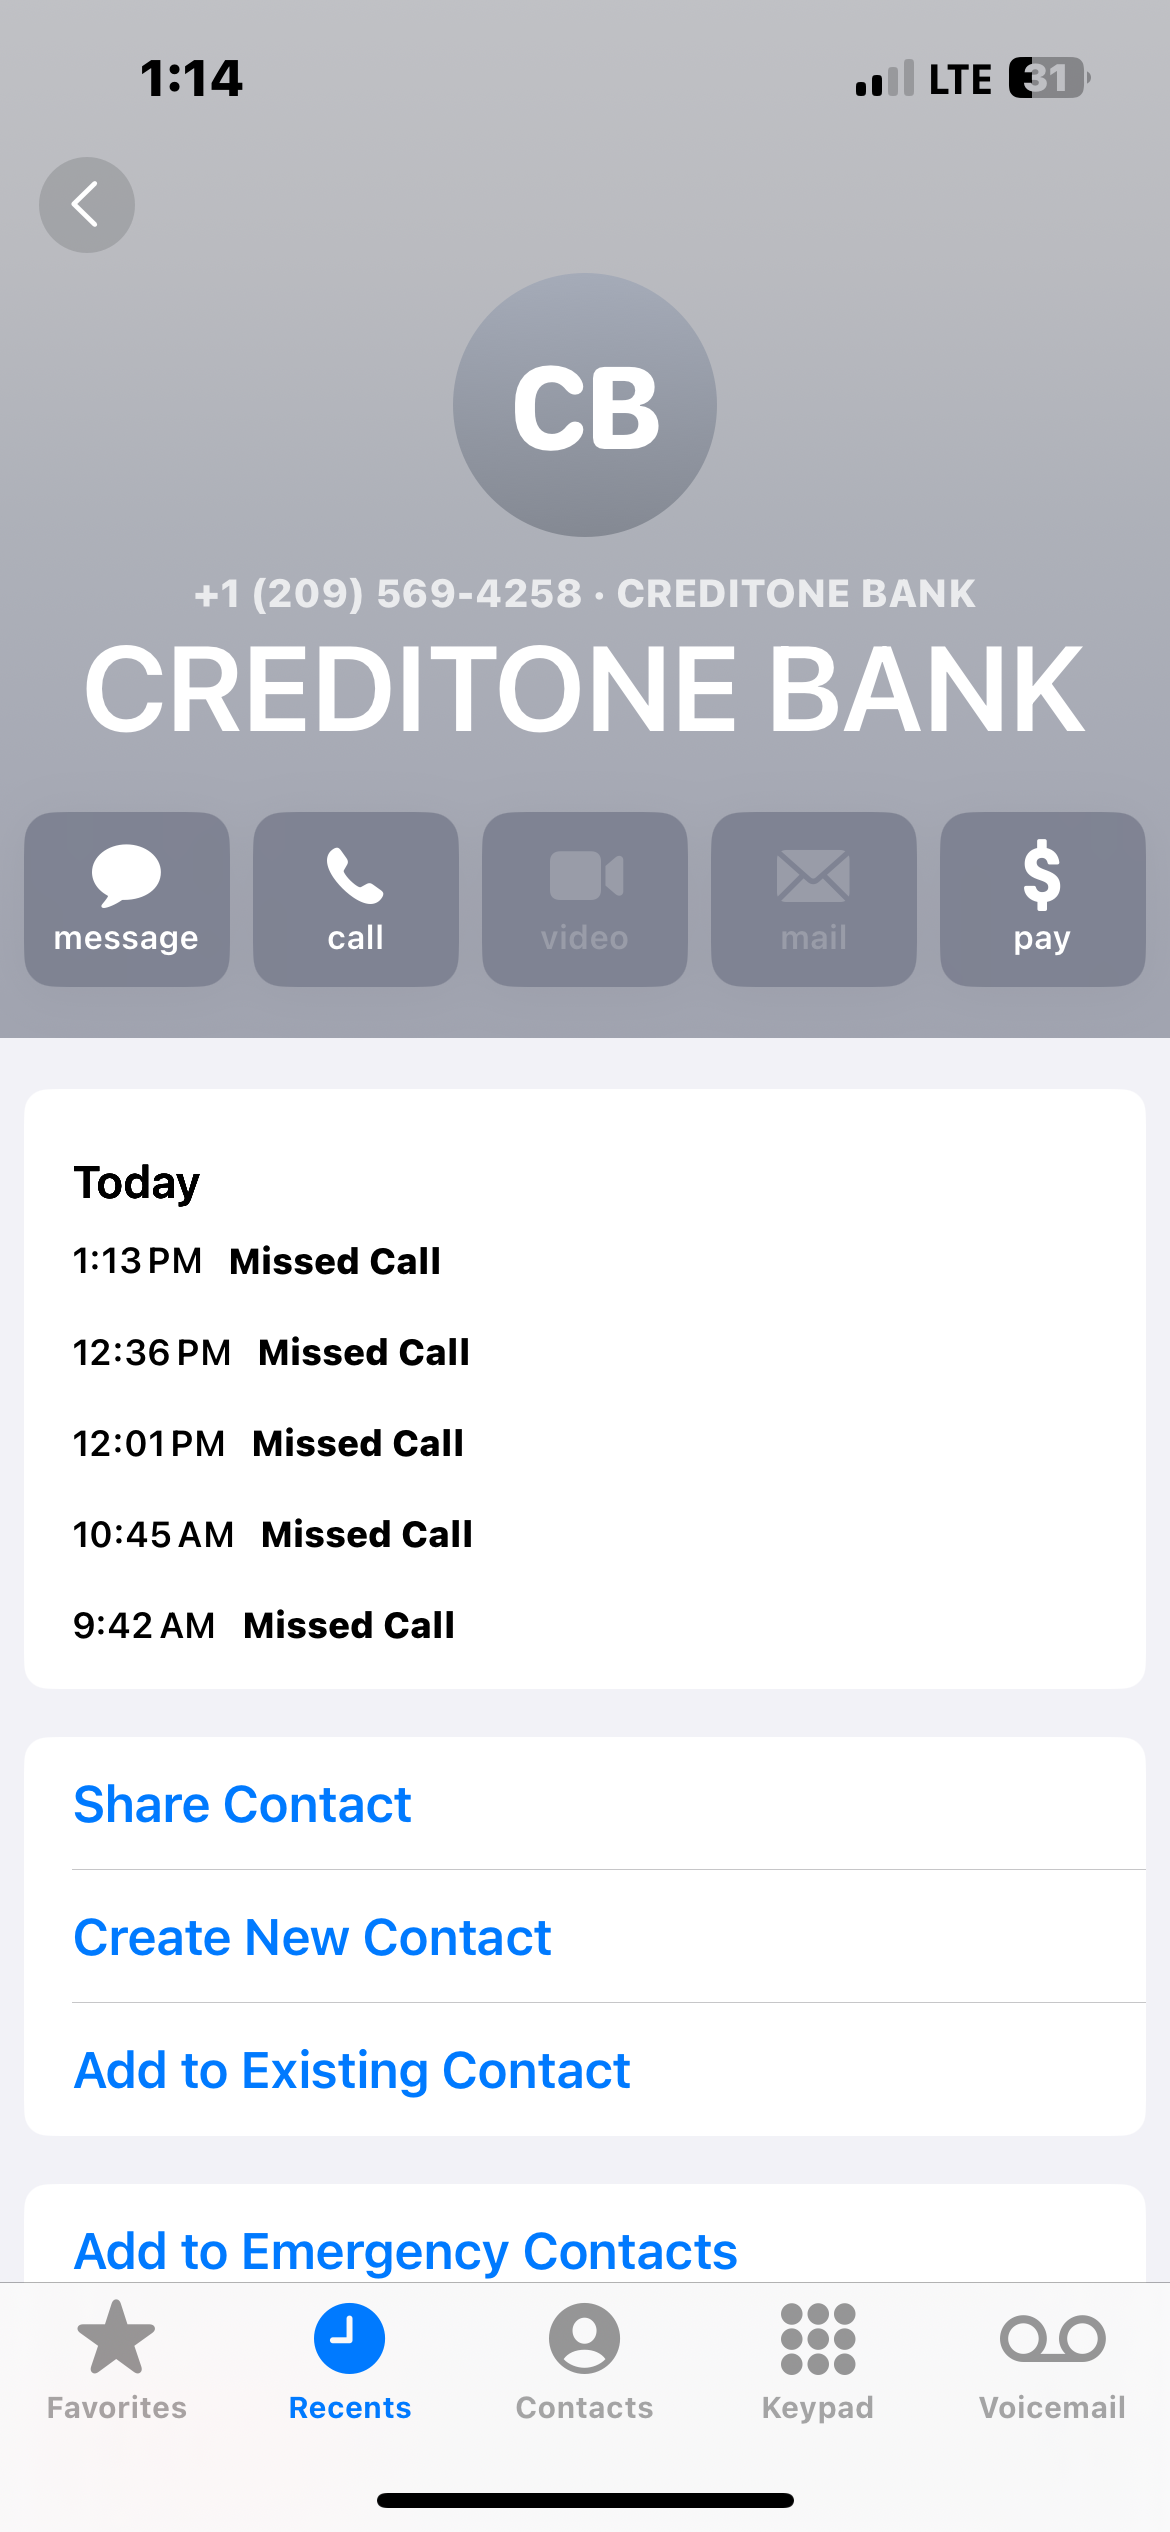 1:14
LTE 31
CB
+1 (209) 569-4258 · CREDITONE BANK
CREDITONE BANK
message call video mail pay
Today
1:13 PM Missed Call
12:36 PM Missed Call
12:01 PM Missed Call
10:45 AM Missed Call
9:42 AM Missed Call
Share Contact
Create New Contact
Add to Existing Contact
Add to Emergency Contacts
Favorites Recents Contacts Keypad Voicemail